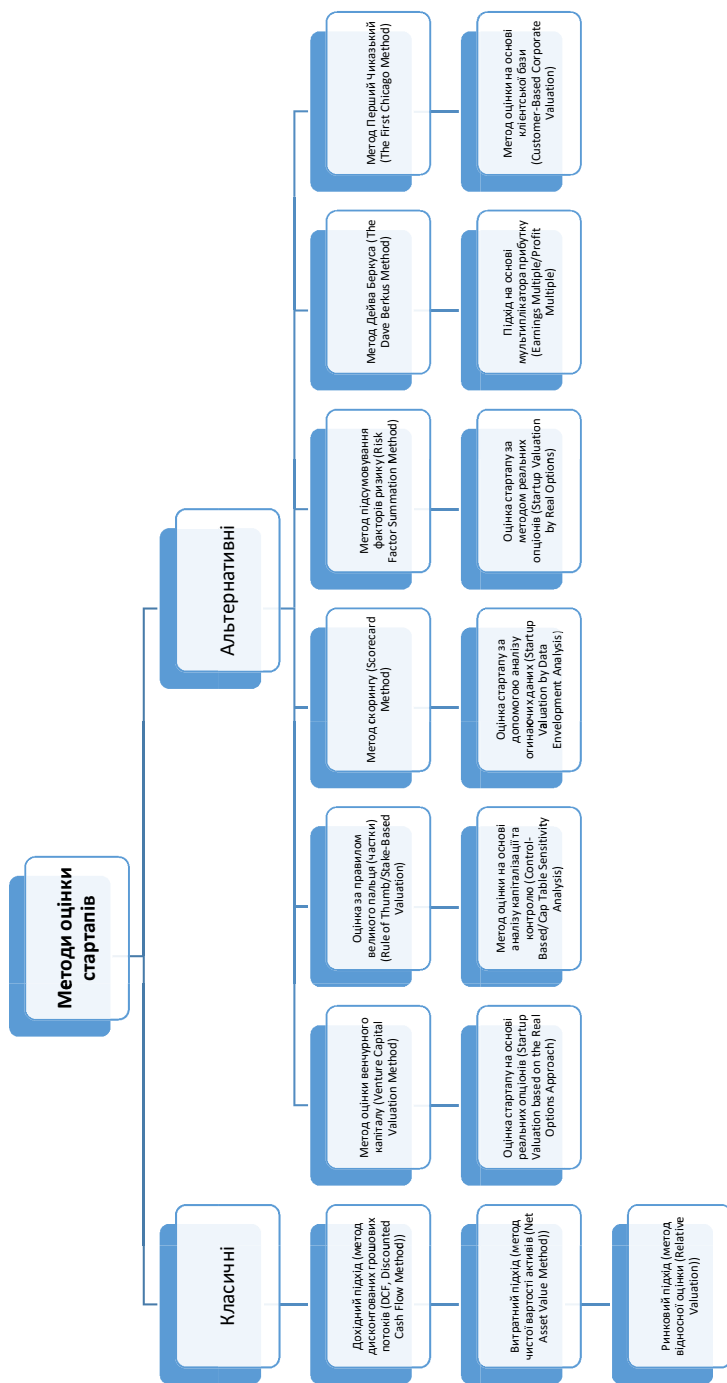 Методи оцінки
стартапів
Класичні
Дохідний підхід (метод
дисконтованих грошових
потоків (DCF, Discounted
Cash Flow Method))
Витратний підхід (метод
чистої вартості активів (Net
Asset Value Method)
Ринковий підхід (метод
відносної оцінки (Relative
Valuation))
Альтернативні
Метод оцінки венчурного
капіталу (Venture Capital
Valuation Method)
Оцінка стартапу на основі
реальних опціонів (Startup
Valuation based on the Real
Options Approach)
Оцінка за правилом
великого пальця (частки)
(Rule of Thumb/Stake-Based
Valuation)
Метод оцінки на основі
аналізу капіталізації та
контролю (Control-
Based/Cap Table Sensitivity
Analysis)
Метод скорингу (Scorecard
Method)
Оцінка стартапу за
допомогою аналізу
огинаючих даних (Startup
Valuation by Data
Envelopment Analysis)
Метод підсумовування
факторів ризику (Risk
Factor Summation Method)
Оцінка стартапу за
методом реальних
опціонів (Startup Valuation
by Real Options)
Метод Дейва Беркуса (The
Dave Berkus Method)
Підхід на основі
мультиплікатора прибутку
(Earnings Multiple/Profit
Multiple)
Метод Перший Чиказький
(The First Chicago Method)
Метод оцінки на основі
клієнтської бази
(Customer-Based Corporate
Valuation)